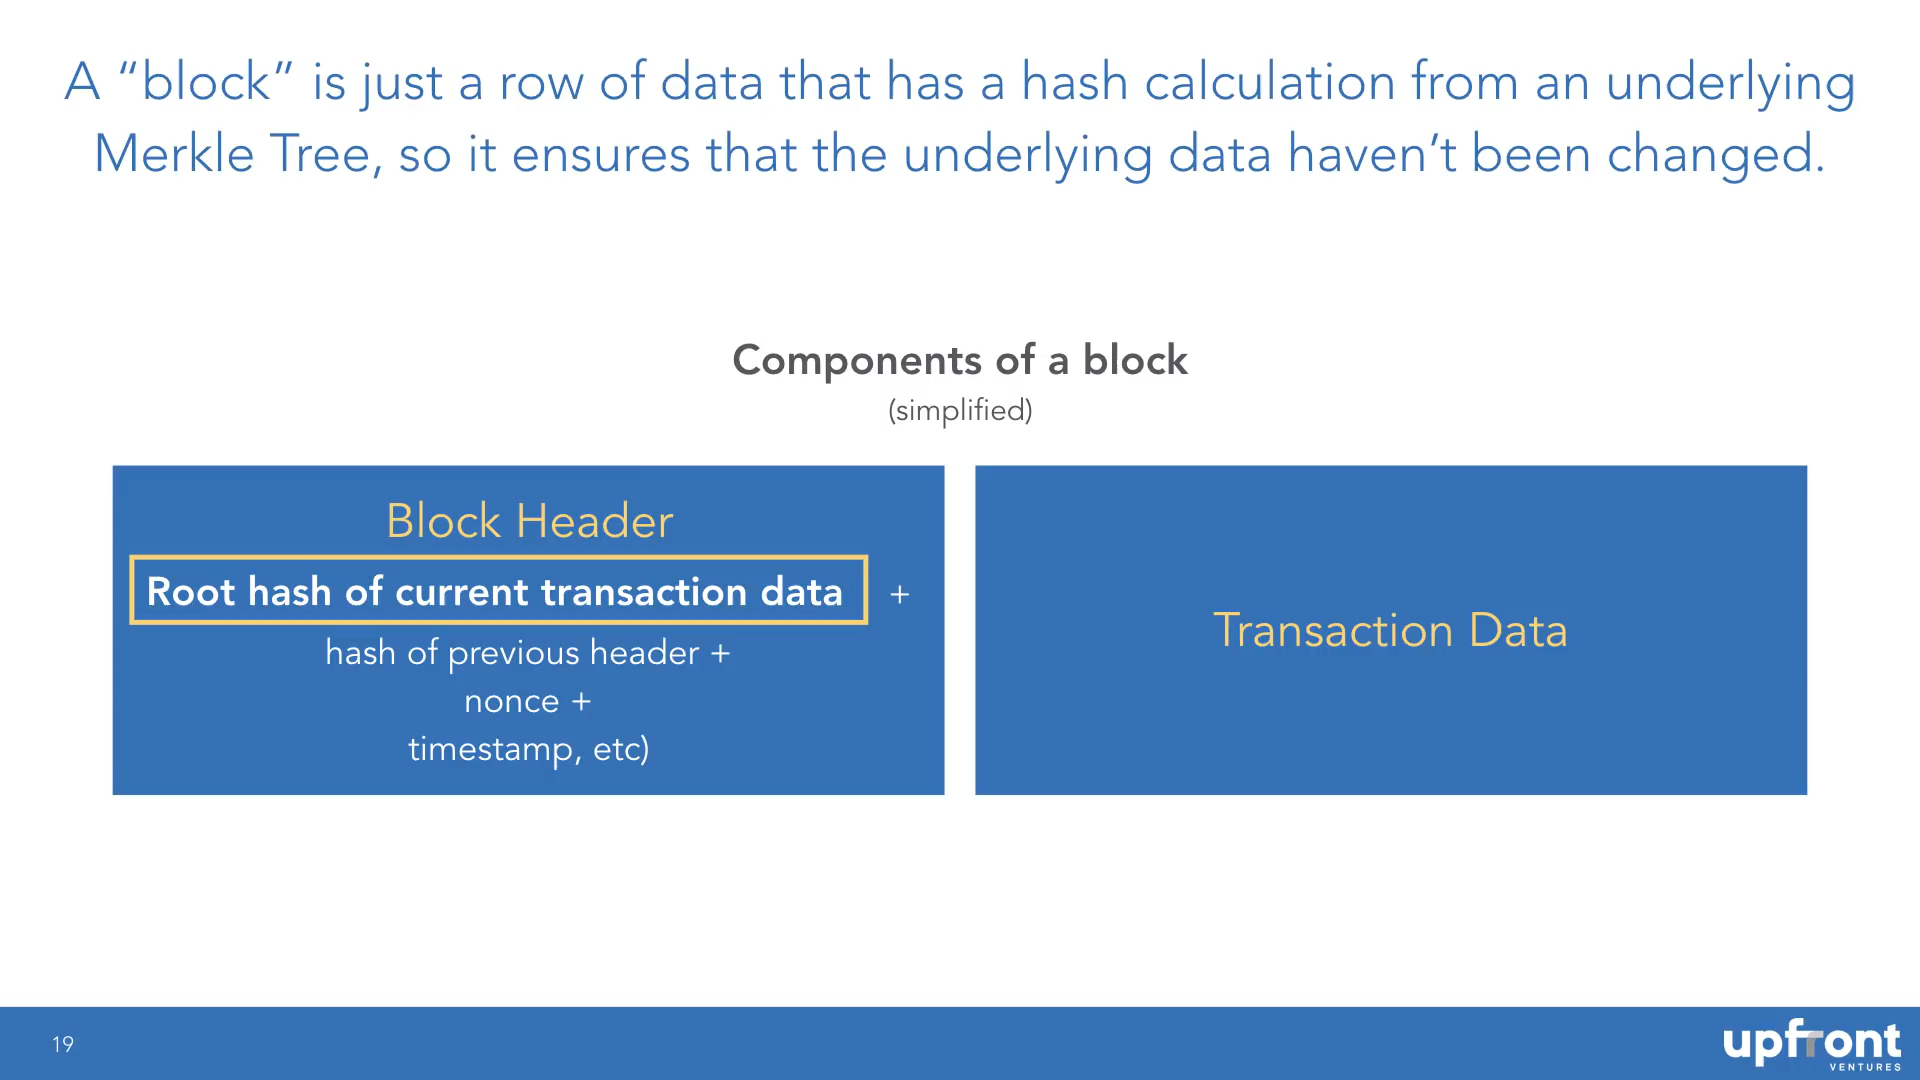 A “block” is just a row of data that has a hash calculation from an underlying
Merkle Tree, so it ensures that the underlying data haven’t been changed.
Components of a block
(simplified)
Block Header
Root hash of current transaction data +
hash of previous header +
nonce +
timestamp, etc)
Transaction Data
19
upfront
VENTURES